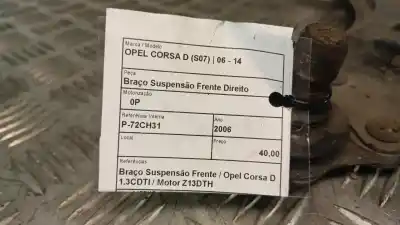 Marca / Modelo
OPEL CORSA D (S07) | 06 - 14
Peça
Braço Suspensão Frente Direito
Motorização
0P
Referência Interna
P-72CH31
Ano
2006
Local
Preço
40,00
Referências
Braço Suspensão Frente / Opel Corsa D
1.3CDTI / Motor Z13DTH